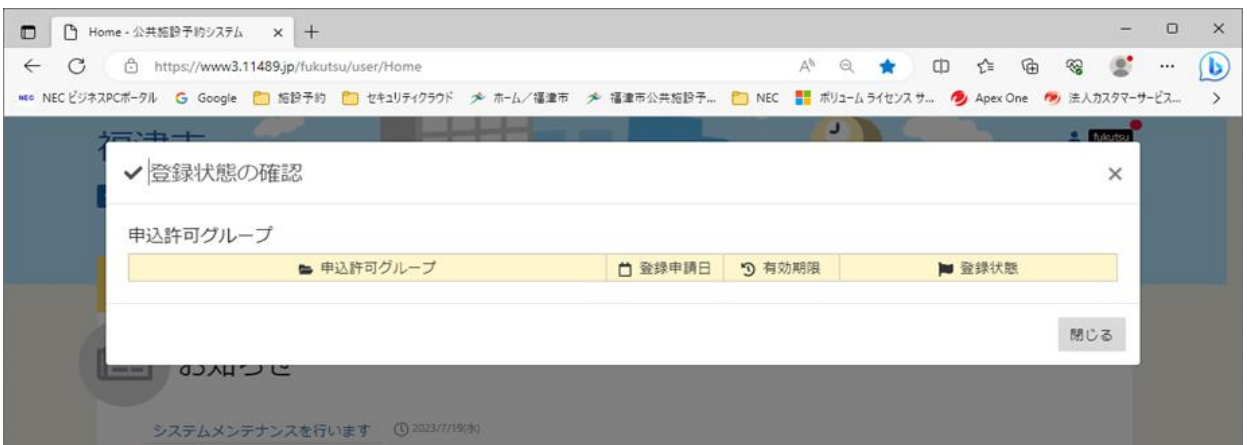 Home - 公共施設予約システム
https://www3.11489.jp/fukutsu/user/Home
NEC NEC ビジネスPCポータル Google 施設予約 セキュリティクラウド ホーム／福津市 福津市公共施設予... NEC ボリューム ライセンス サ... Apex One 法人カスタマーサービス...
福津市
fukutsu
登録状態の確認
申込許可グループ
申込許可グループ 登録申請日 有効期限 登録状態
閉じる
お知らせ
システムメンテナンスを行います 2023/7/19(水)